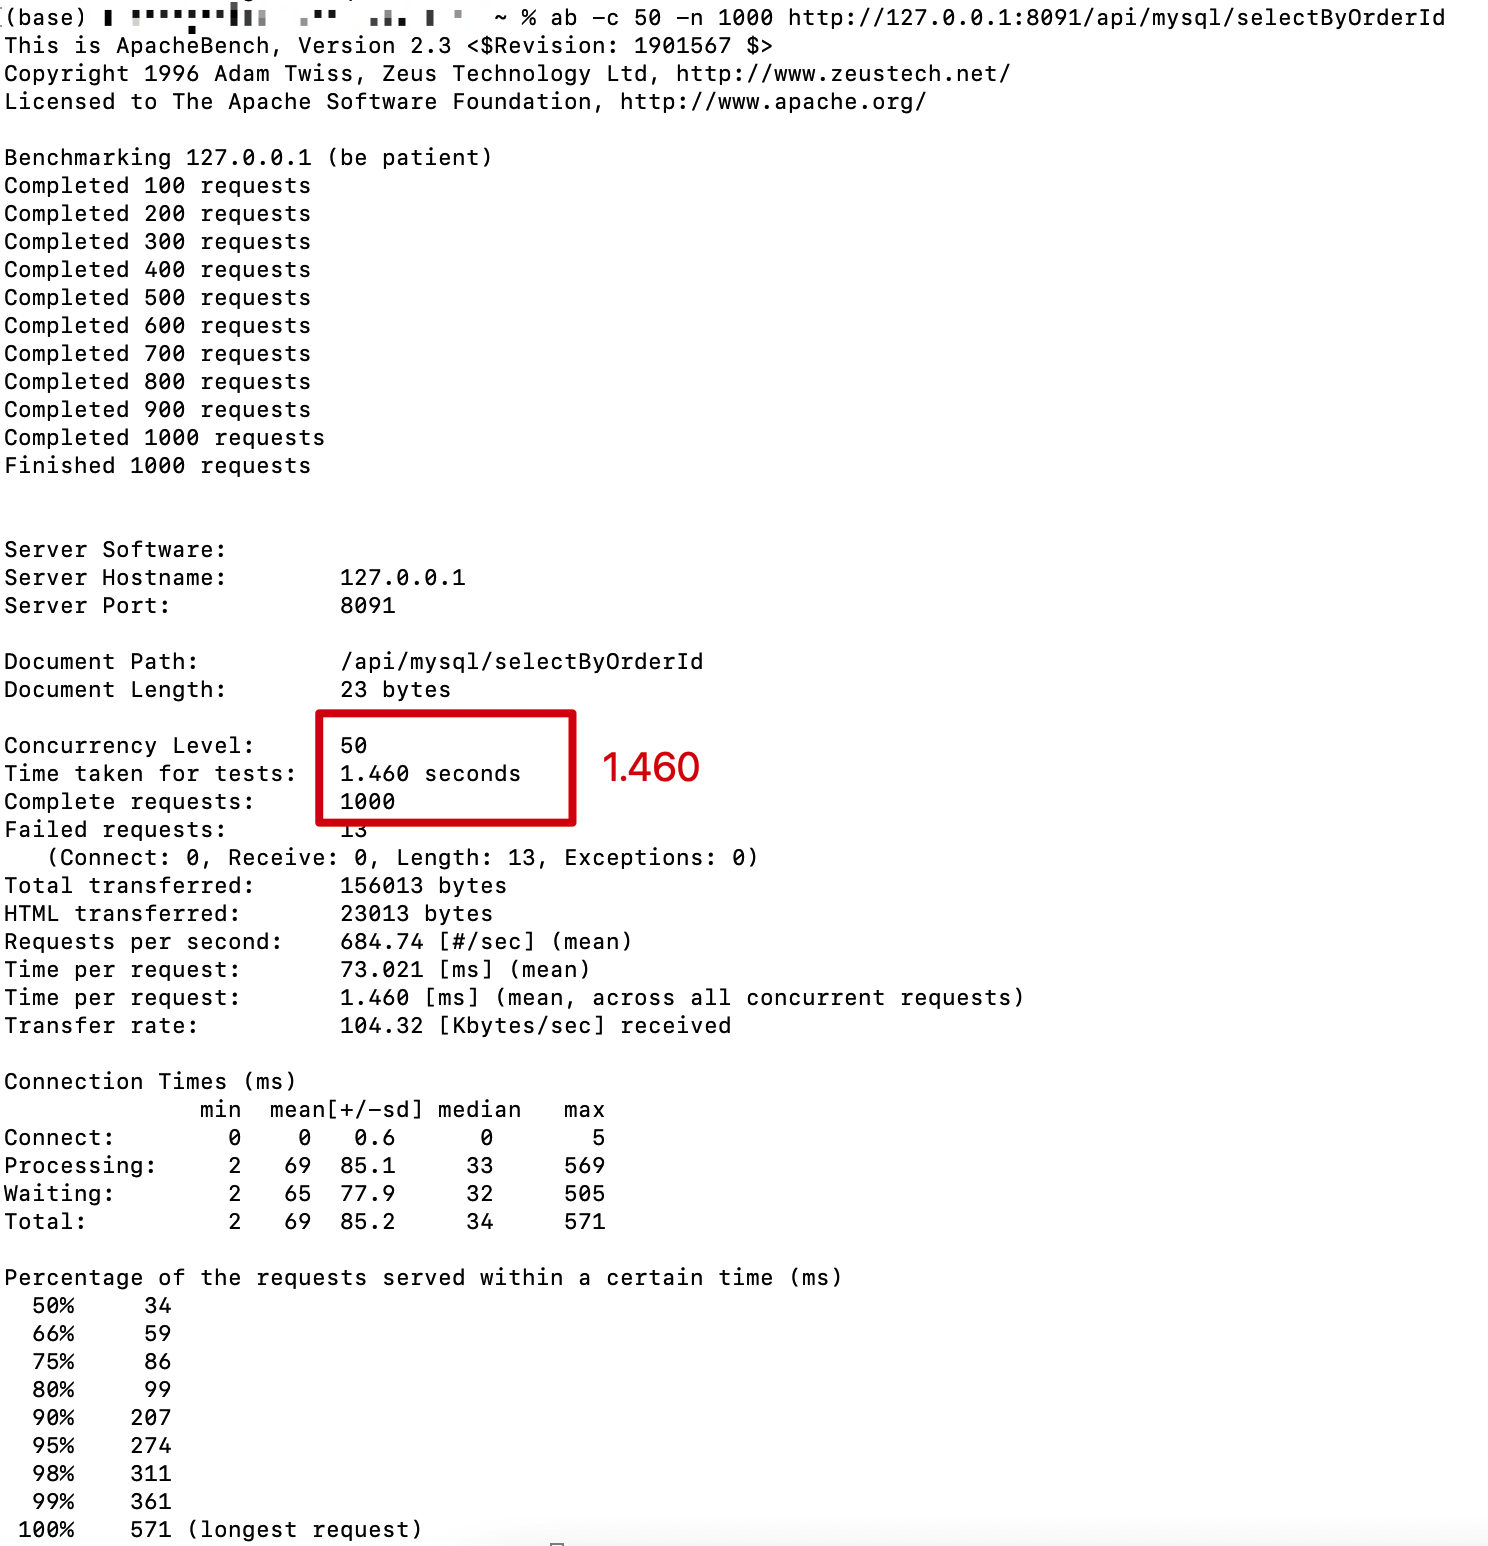 (base) ~ % ab -c 50 -n 1000 http://127.0.0.1:8091/api/mysql/selectByOrderId
This is ApacheBench, Version 2.3 <$Revision: 1901567 $>
Copyright 1996 Adam Twiss, Zeus Technology Ltd, http://www.zeustech.net/
Licensed to The Apache Software Foundation, http://www.apache.org/
Benchmarking 127.0.0.1 (be patient)
Completed 100 requests
Completed 200 requests
Completed 300 requests
Completed 400 requests
Completed 500 requests
Completed 600 requests
Completed 700 requests
Completed 800 requests
Completed 900 requests
Completed 1000 requests
Finished 1000 requests
Server Software:
Server Hostname: 127.0.0.1
Server Port: 8091
Document Path: /api/mysql/selectByOrderId
Document Length: 23 bytes
Concurrency Level: 50
Time taken for tests: 1.460 seconds
1.460
Complete requests: 1000
Failed requests: 13
(Connect: 0, Receive: 0, Length: 13, Exceptions: 0)
Total transferred: 156013 bytes
HTML transferred: 23013 bytes
Requests per second: 684.74 [#/sec] (mean)
Time per request: 73.021 [ms] (mean)
Time per request: 1.460 [ms] (mean, across all concurrent requests)
Transfer rate: 104.32 [Kbytes/sec] received
Connection Times (ms)
min mean[+/-sd] median max
Connect: 0 0 0.6 0 5
Processing: 2 69 85.1 33 569
Waiting: 2 65 77.9 32 505
Total: 2 69 85.2 34 571
Percentage of the requests served within a certain time (ms)
50% 34
66% 59
75% 86
80% 99
90% 207
95% 274
98% 311
99% 361
100% 571 (longest request)